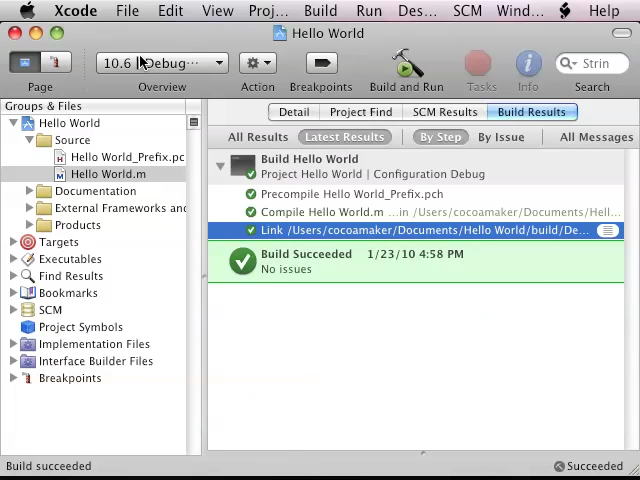 Xcode File Edit View Proj... Build Run Des... SCM Wind... Help
Hello World
10.6 | Debug... Strin
Page Overview Action Breakpoints Build and Run Tasks Info Search
Groups & Files Detail Project Find SCM Results Build Results
Hello World
Source
Hello World_Prefix.pc
Hello World.m
Documentation
External Frameworks and
Products
Targets
Executables
Find Results
Bookmarks
SCM
Project Symbols
Implementation Files
Interface Builder Files
Breakpoints
All Results Latest Results By Step By Issue All Messages
Build Hello World
Project Hello World | Configuration Debug
Precompile Hello World_Prefix.pch
Compile Hello World.m ...in /Users/cocoamaker/Documents/Hell...
Link /Users/cocoamaker/Documents/Hello World/build/De...
Build Succeeded 1/23/10 4:58 PM
No issues
Build succeeded Succeeded